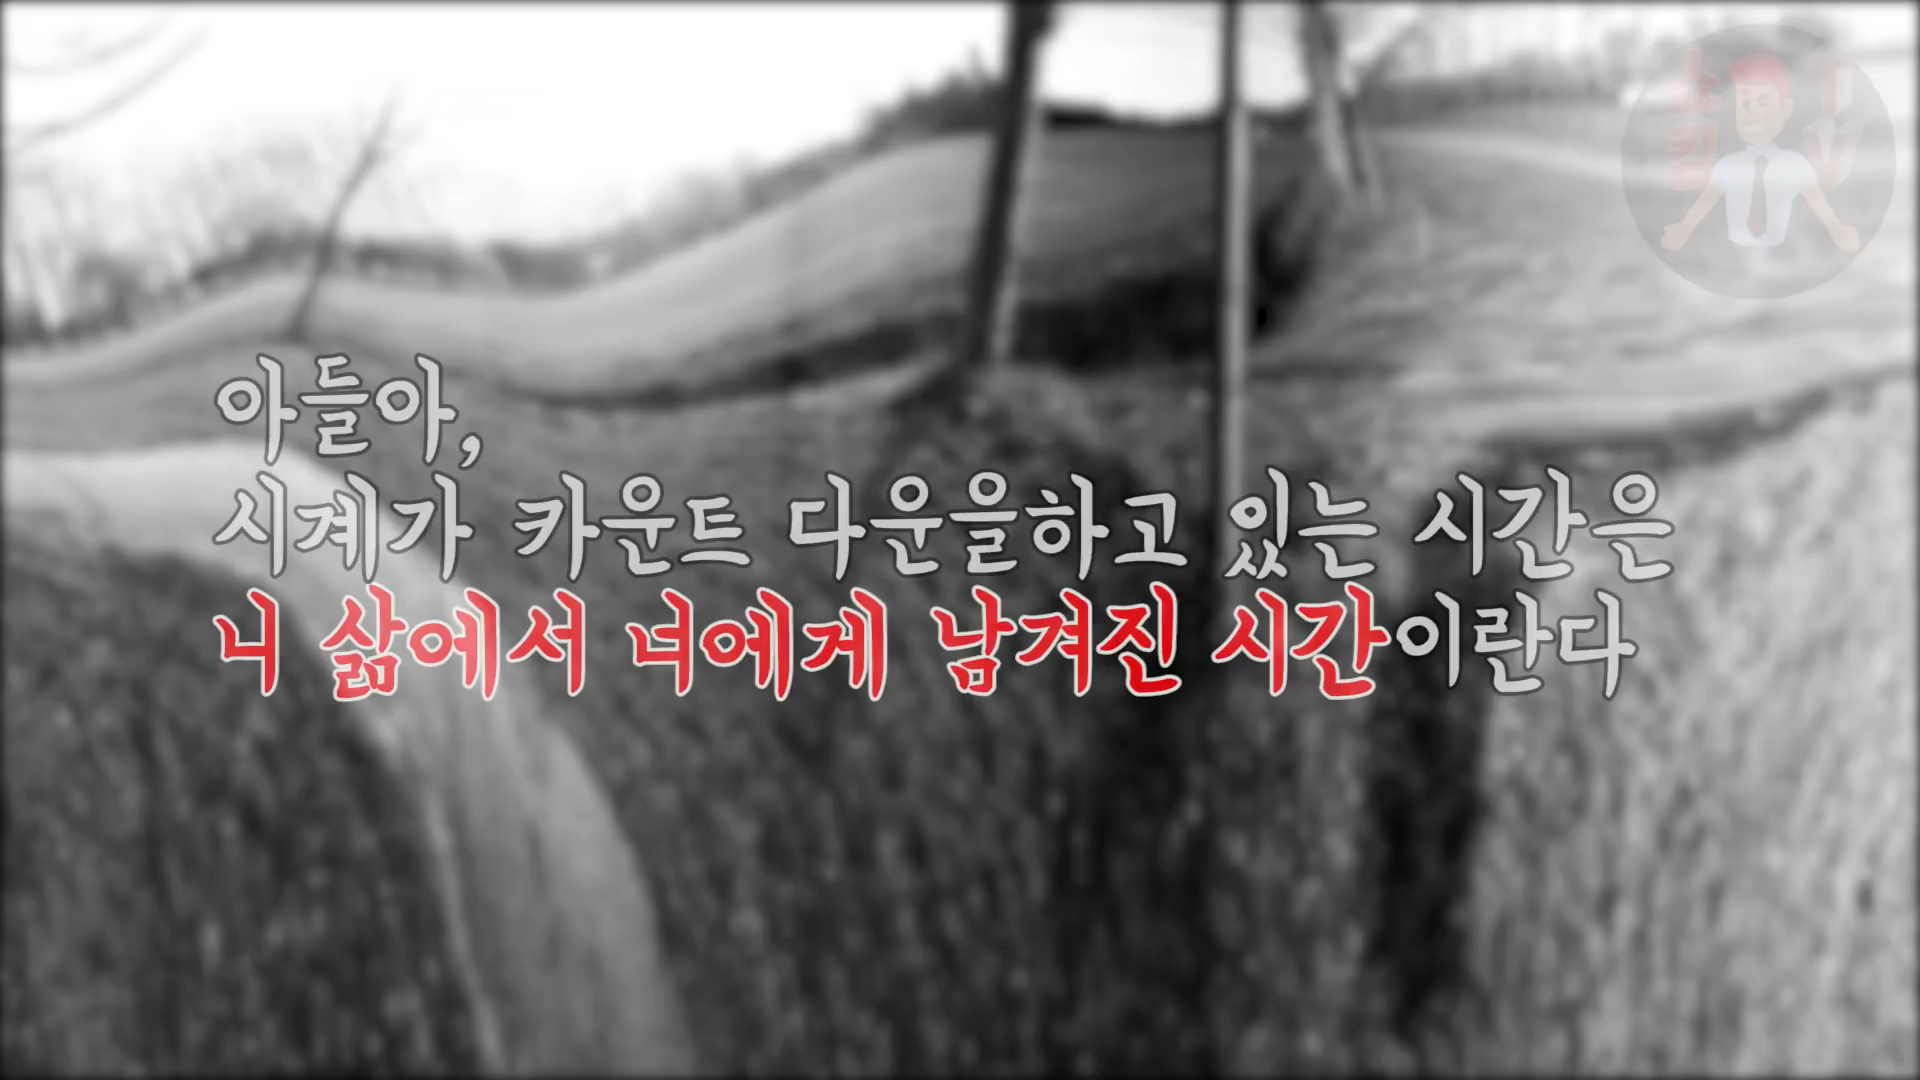 아들아,
시계가 카운트 다운을하고 있는 시간은
니 삶에서 너에게 남겨진 시간이란다